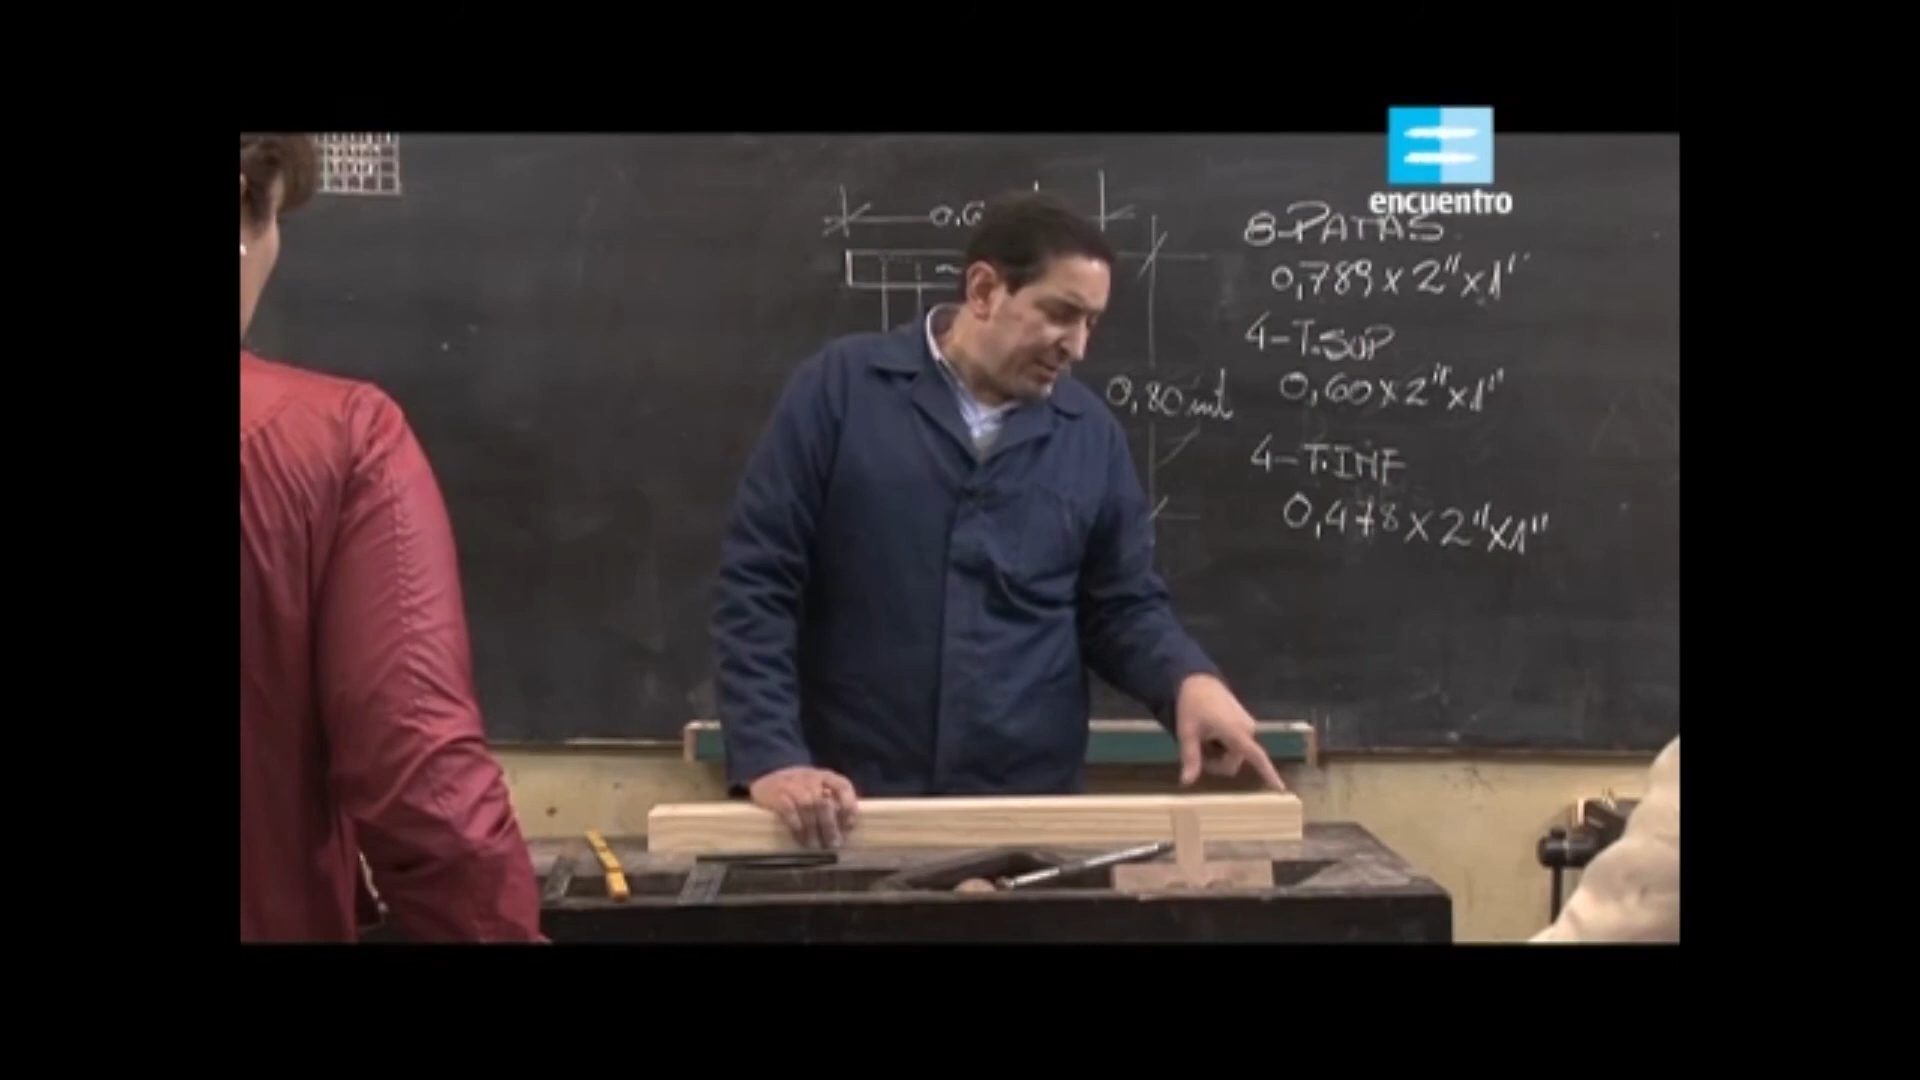 encuentro
8-PATAS
0,789 x 2" x 1"
4-T.SUP
0,60 x 2" x 1"
0,80 mt
4-T.INF
0,478 x 2" x 1"